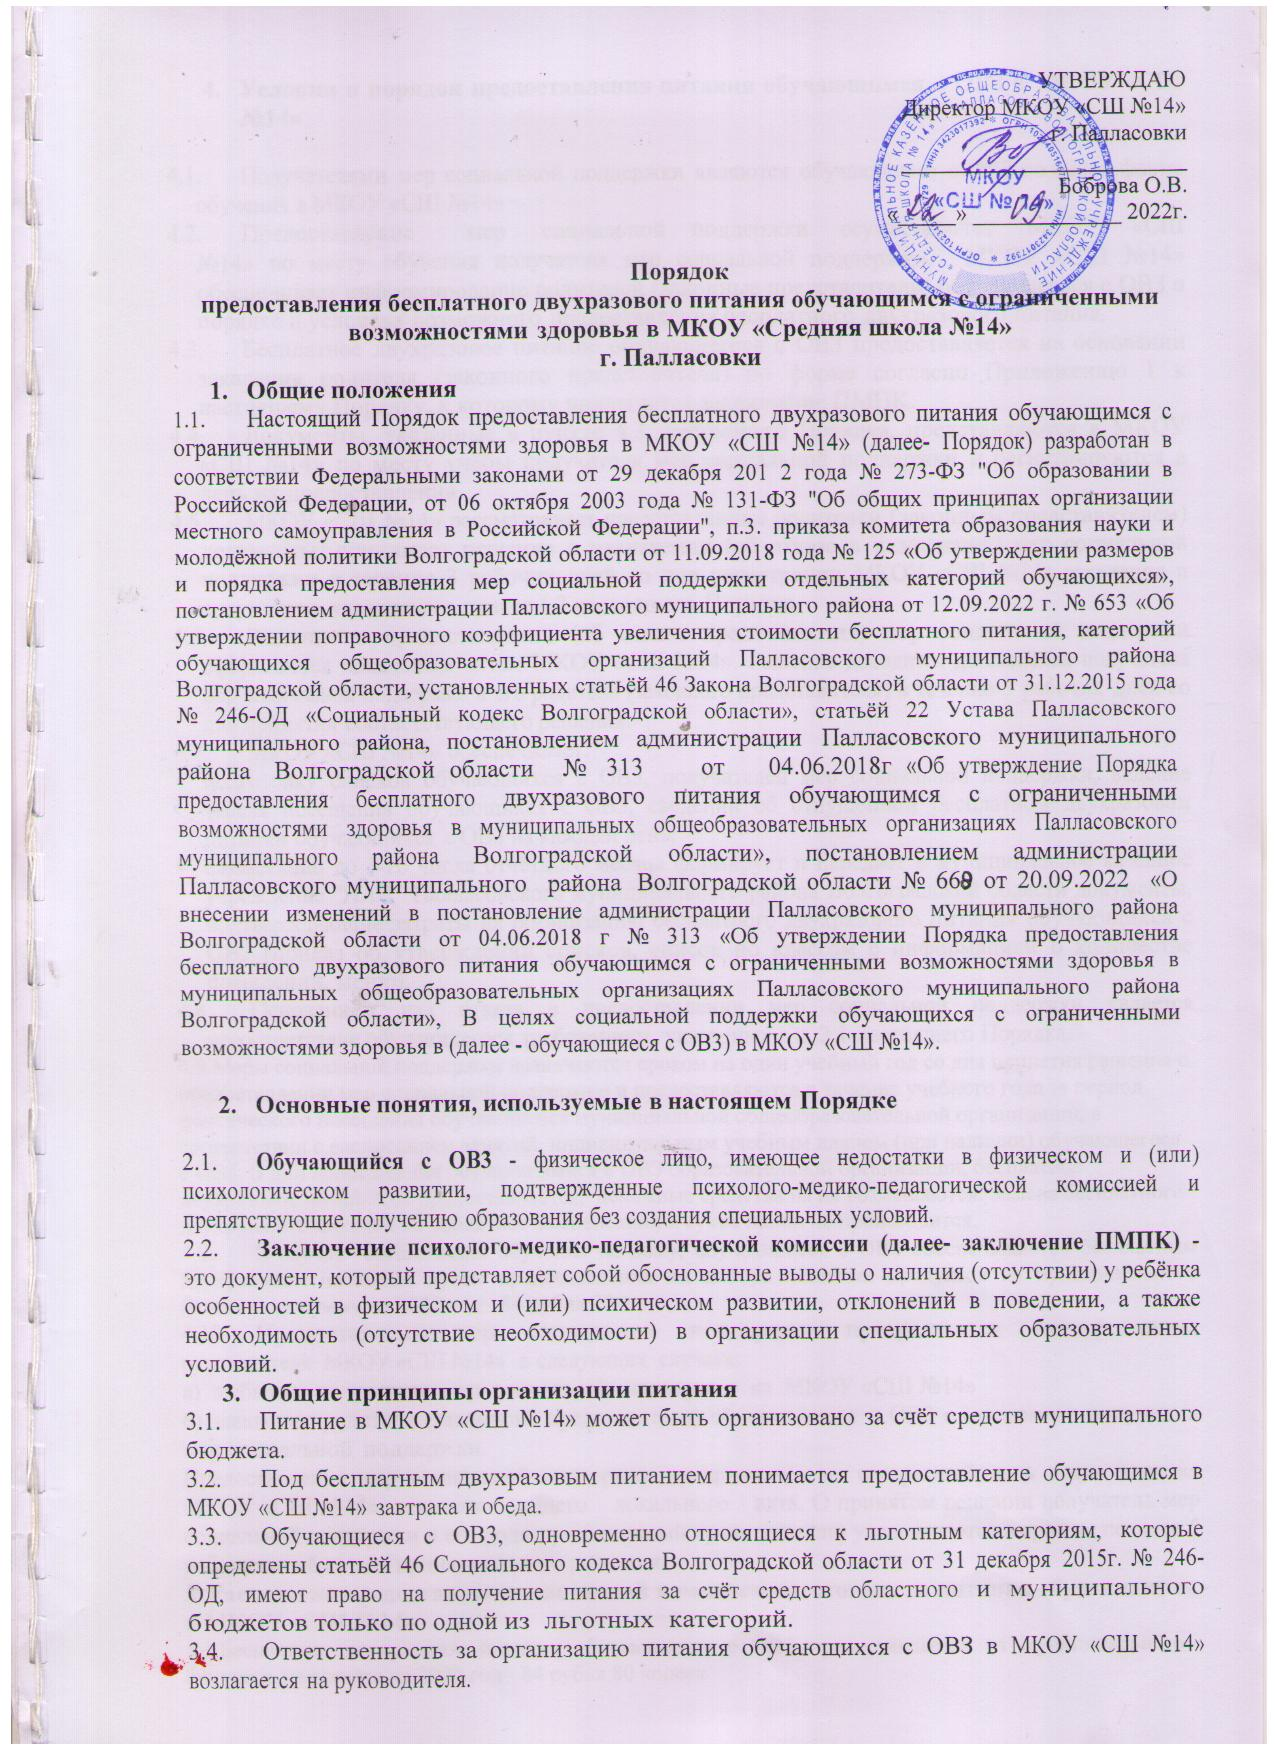 УТВЕРЖДАЮ
Директор МКОУ «СШ №14»
г. Палласовки
Боброва О.В.
« 22 » 09 2022г.
МКОУ
«СШ № 14»
Порядок
предоставления бесплатного двухразового питания обучающимся с ограниченными
возможностями здоровья в МКОУ «Средняя школа №14»
г. Палласовки
1. Общие положения
1.1. Настоящий Порядок предоставления бесплатного двухразового питания обучающимся с
ограниченными возможностями здоровья в МКОУ «СШ №14» (далее- Порядок) разработан в
соответствии Федеральными законами от 29 декабря 201 2 года № 273-ФЗ "Об образовании в
Российской Федерации, от 06 октября 2003 года № 131-ФЗ "Об общих принципах организации
местного самоуправления в Российской Федерации", п.3. приказа комитета образования науки и
молодёжной политики Волгоградской области от 11.09.2018 года № 125 «Об утверждении размеров
и порядка предоставления мер социальной поддержки отдельных категорий обучающихся»,
постановлением администрации Палласовского муниципального района от 12.09.2022 г. № 653 «Об
утверждении поправочного коэффициента увеличения стоимости бесплатного питания, категорий
обучающихся общеобразовательных организаций Палласовского муниципального района
Волгоградской области, установленных статьёй 46 Закона Волгоградской области от 31.12.2015 года
№ 246-ОД «Социальный кодекс Волгоградской области», статьёй 22 Устава Палласовского
муниципального района, постановлением администрации Палласовского муниципального
района Волгоградской области № 313 от 04.06.2018г «Об утверждение Порядка
предоставления бесплатного двухразового питания обучающимся с ограниченными
возможностями здоровья в муниципальных общеобразовательных организациях Палласовского
муниципального района Волгоградской области», постановлением администрации
Палласовского муниципального района Волгоградской области № 669 от 20.09.2022 «О
внесении изменений в постановление администрации Палласовского муниципального района
Волгоградской области от 04.06.2018 г № 313 «Об утверждении Порядка предоставления
бесплатного двухразового питания обучающимся с ограниченными возможностями здоровья в
муниципальных общеобразовательных организациях Палласовского муниципального района
Волгоградской области», В целях социальной поддержки обучающихся с ограниченными
возможностями здоровья в (далее - обучающиеся с ОВЗ) в МКОУ «СШ №14».
2. Основные понятия, используемые в настоящем Порядке
2.1. Обучающийся с ОВЗ - физическое лицо, имеющее недостатки в физическом и (или)
психологическом развитии, подтвержденные психолого-медико-педагогической комиссией и
препятствующие получению образования без создания специальных условий.
2.2. Заключение психолого-медико-педагогической комиссии (далее- заключение ПМПК) -
это документ, который представляет собой обоснованные выводы о наличия (отсутствии) у ребёнка
особенностей в физическом и (или) психическом развитии, отклонений в поведении, а также
необходимость (отсутствие необходимости) в организации специальных образовательных
условий.
3. Общие принципы организации питания
3.1. Питание в МКОУ «СШ №14» может быть организовано за счёт средств муниципального
бюджета.
3.2. Под бесплатным двухразовым питанием понимается предоставление обучающимся в
МКОУ «СШ №14» завтрака и обеда.
3.3. Обучающиеся с ОВЗ, одновременно относящиеся к льготным категориям, которые
определены статьёй 46 Социального кодекса Волгоградской области от 31 декабря 2015г. № 246-
ОД, имеют право на получение питания за счёт средств областного и муниципального
бюджетов только по одной из льготных категорий.
3.4. Ответственность за организацию питания обучающихся с ОВЗ в МКОУ «СШ №14»
возлагается на руководителя.